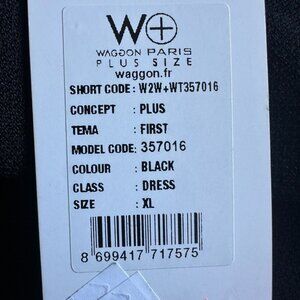 W
WAGGON PARIS
PLUS SIZE
waggon.fr
SHORT CODE : W2W+WT357016
CONCEPT : PLUS
TEMA : FIRST
MODEL CODE: 357016
COLOUR : BLACK
CLASS : DRESS
SIZE : XL
8 699417 717575